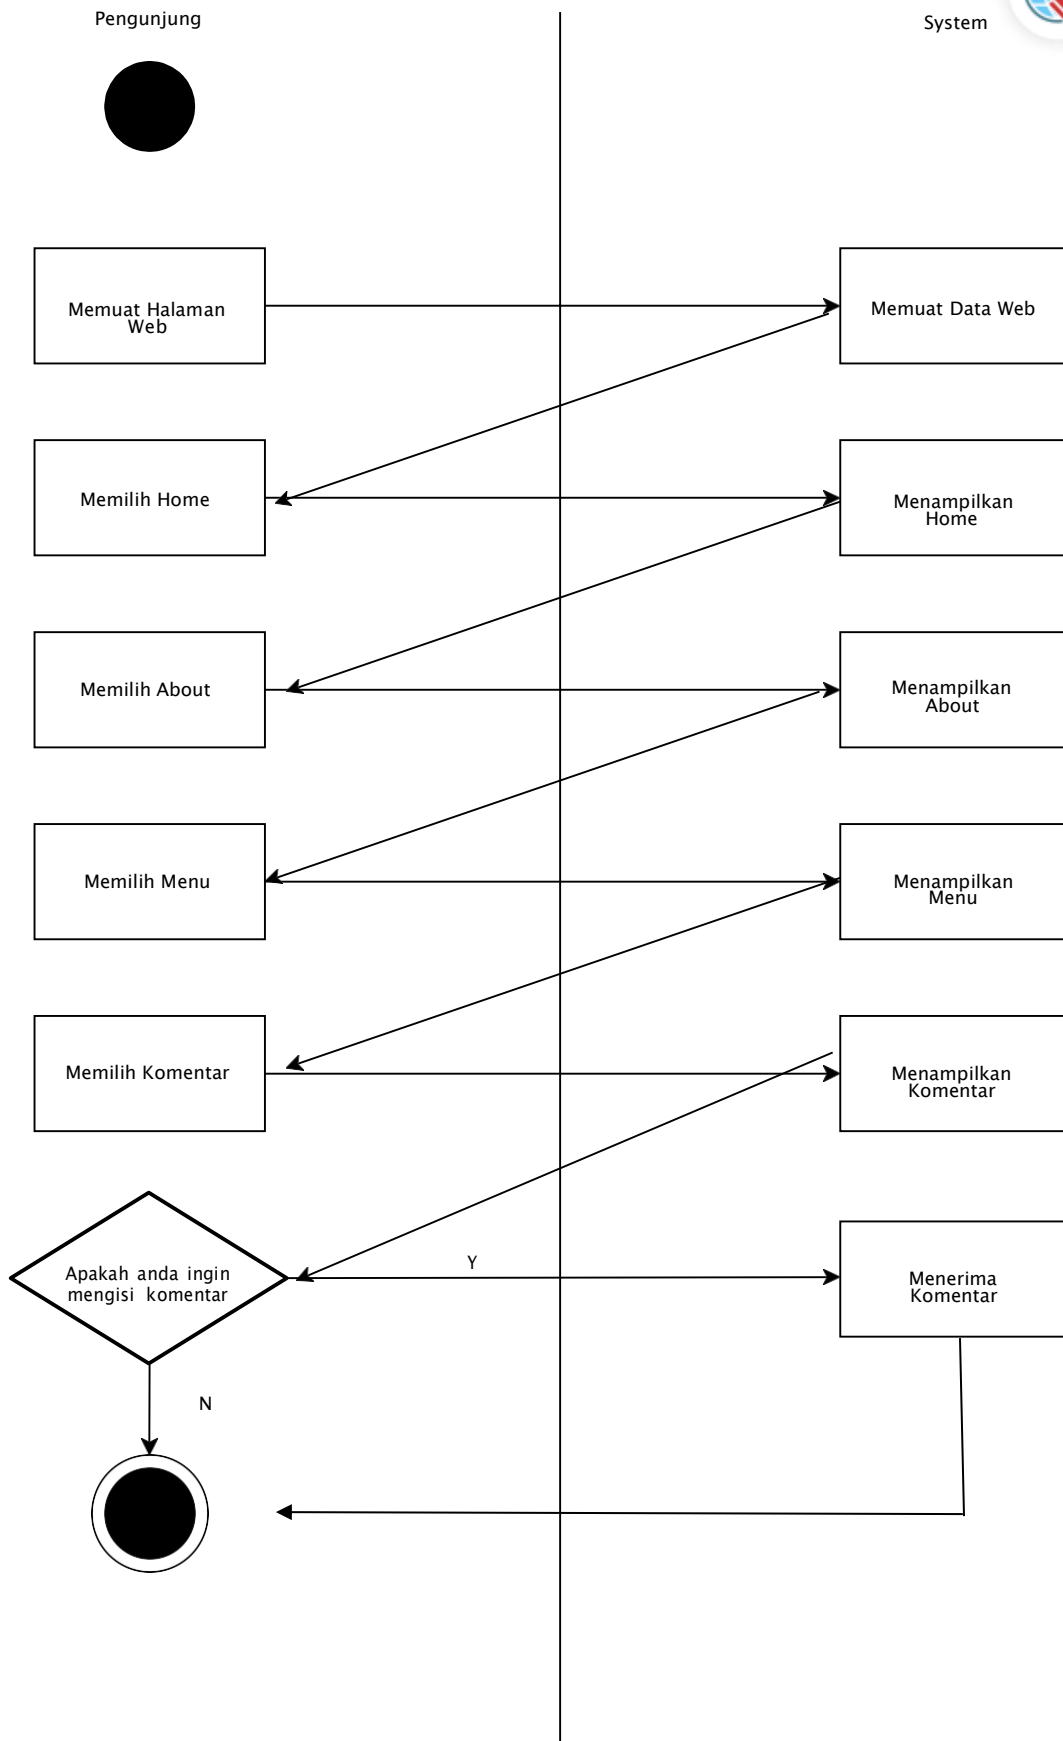 Pengunjung
System
Memuat Halaman
Web
Memuat Data Web
Memilih Home
Menampilkan
Home
Memilih About
Menampilkan
About
Memilih Menu
Menampilkan
Menu
Memilih Komentar
Menampilkan
Komentar
Apakah anda ingin
mengisi komentar
Y
Menerima
Komentar
N